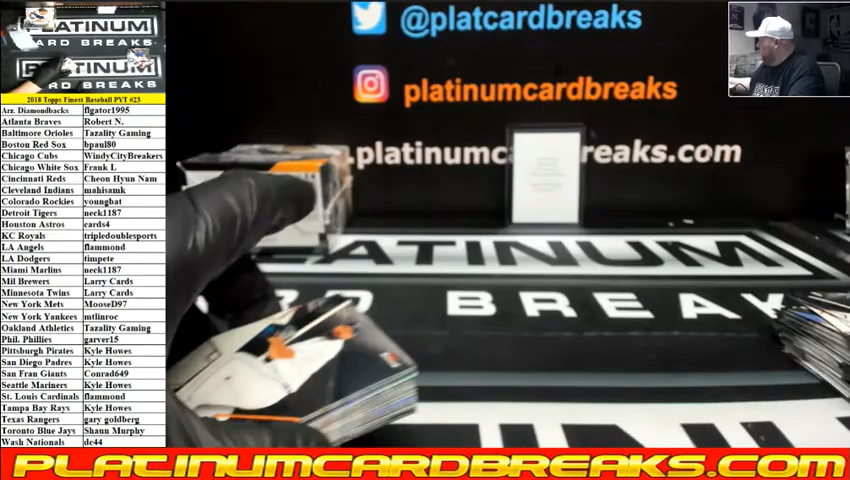 PLATINUM
CARD BREAKS
PLATINUM
2018 Topps Finest Baseball PYT #23
Arz. Diamondbacks flgator1995
Atlanta Braves Robert N.
Baltimore Orioles Tazality Gaming
Boston Red Sox bpaul80
Chicago Cubs WindyCityBreakers
Chicago White Sox Frank L
Cincinnati Reds Cheon Hyun Nam
Cleveland Indians mahisamk
Colorado Rockies youngbat
Detroit Tigers neck1187
Houston Astros cards4
KC Royals tripledoublesports
LA Angels flammond
LA Dodgers timpete
Miami Marlins neck1187
Mil Brewers Larry Cards
Minnesota Twins Larry Cards
New York Mets MooseD97
New York Yankees mtlinroc
Oakland Athletics Tazality Gaming
Phil. Phillies garver15
Pittsburgh Pirates Kyle Howes
San Diego Padres Kyle Howes
San Fran Giants Conrad649
Seattle Mariners Kyle Howes
St. Louis Cardinals flammond
Tampa Bay Rays Kyle Howes
Texas Rangers gary goldberg
Toronto Blue Jays Shaun Murphy
Wash Nationals dc44
@platcardbreaks
platinumcardbreaks
.platinumc reaks.com
ATINUM
RD BREAK
PLATINUMCARDBREAKS.COM